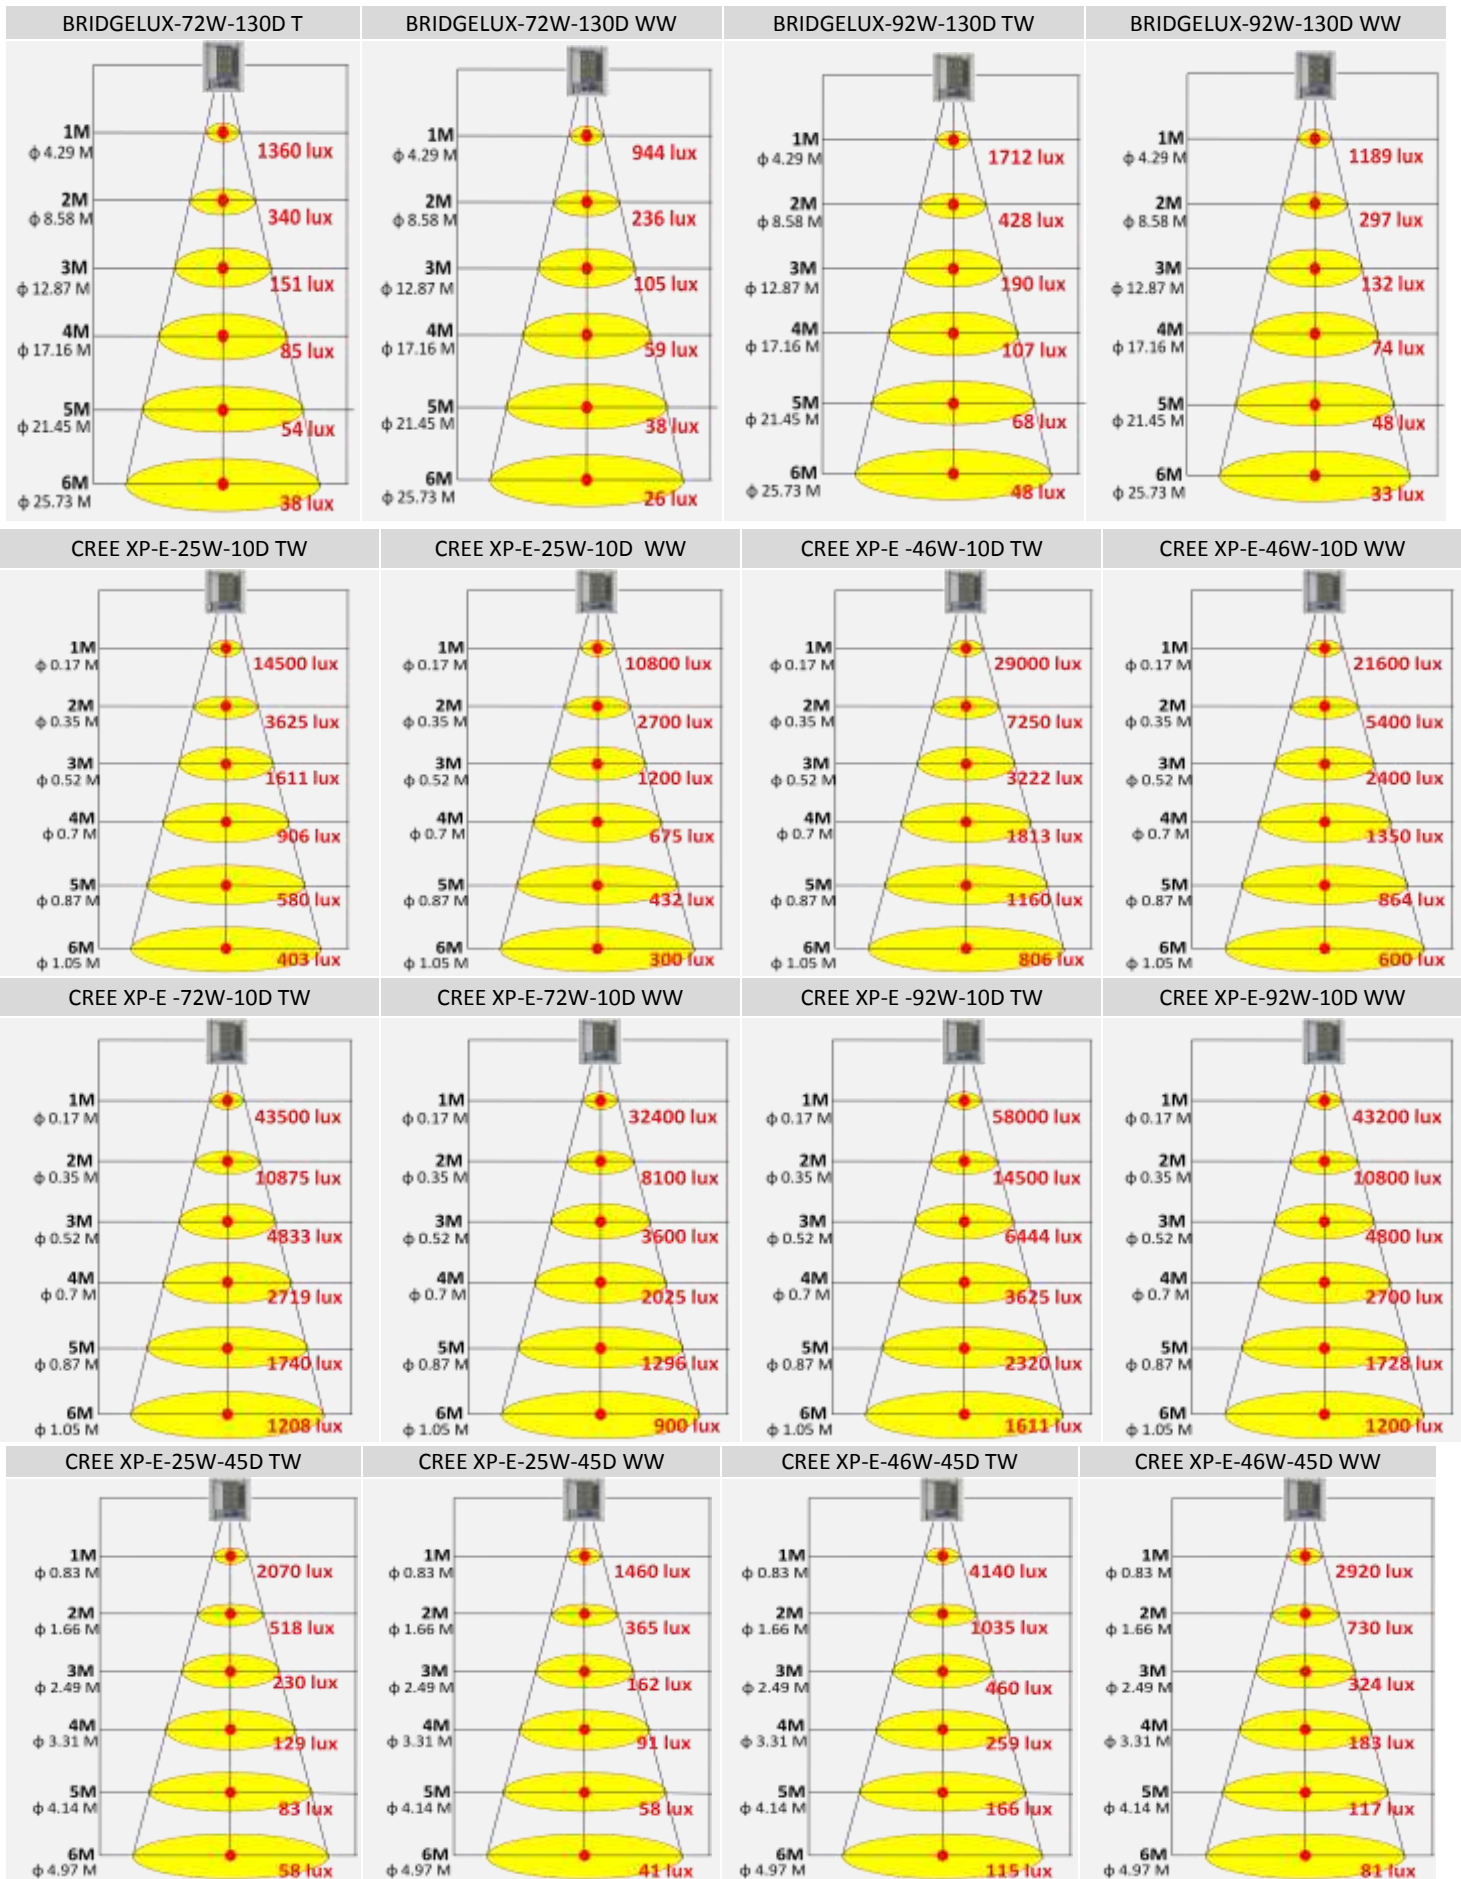 BRIDGELUX-72W-130D T
1M
ϕ 4.29 M
1360 lux
2M
ϕ 8.58 M
340 lux
3M
ϕ 12.87 M
151 lux
4M
ϕ 17.16 M
85 lux
5M
ϕ 21.45 M
54 lux
6M
ϕ 25.73 M
38 lux
BRIDGELUX-72W-130D WW
1M
ϕ 4.29 M
944 lux
2M
ϕ 8.58 M
236 lux
3M
ϕ 12.87 M
105 lux
4M
ϕ 17.16 M
59 lux
5M
ϕ 21.45 M
38 lux
6M
ϕ 25.73 M
26 lux
BRIDGELUX-92W-130D TW
1M
ϕ 4.29 M
1712 lux
2M
ϕ 8.58 M
428 lux
3M
ϕ 12.87 M
190 lux
4M
ϕ 17.16 M
107 lux
5M
ϕ 21.45 M
68 lux
6M
ϕ 25.73 M
48 lux
BRIDGELUX-92W-130D WW
1M
ϕ 4.29 M
1189 lux
2M
ϕ 8.58 M
297 lux
3M
ϕ 12.87 M
132 lux
4M
ϕ 17.16 M
74 lux
5M
ϕ 21.45 M
48 lux
6M
ϕ 25.73 M
33 lux
CREE XP-E-25W-10D TW
1M
ϕ 0.17 M
14500 lux
2M
ϕ 0.35 M
3625 lux
3M
ϕ 0.52 M
1611 lux
4M
ϕ 0.7 M
906 lux
5M
ϕ 0.87 M
580 lux
6M
ϕ 1.05 M
403 lux
CREE XP-E-25W-10D WW
1M
ϕ 0.17 M
10800 lux
2M
ϕ 0.35 M
2700 lux
3M
ϕ 0.52 M
1200 lux
4M
ϕ 0.7 M
675 lux
5M
ϕ 0.87 M
432 lux
6M
ϕ 1.05 M
300 lux
CREE XP-E -46W-10D TW
1M
ϕ 0.17 M
29000 lux
2M
ϕ 0.35 M
7250 lux
3M
ϕ 0.52 M
3222 lux
4M
ϕ 0.7 M
1813 lux
5M
ϕ 0.87 M
1160 lux
6M
ϕ 1.05 M
806 lux
CREE XP-E-46W-10D WW
1M
ϕ 0.17 M
21600 lux
2M
ϕ 0.35 M
5400 lux
3M
ϕ 0.52 M
2400 lux
4M
ϕ 0.7 M
1350 lux
5M
ϕ 0.87 M
864 lux
6M
ϕ 1.05 M
600 lux
CREE XP-E -72W-10D TW
1M
ϕ 0.17 M
43500 lux
2M
ϕ 0.35 M
10875 lux
3M
ϕ 0.52 M
4833 lux
4M
ϕ 0.7 M
2719 lux
5M
ϕ 0.87 M
1740 lux
6M
ϕ 1.05 M
1208 lux
CREE XP-E-72W-10D WW
1M
ϕ 0.17 M
32400 lux
2M
ϕ 0.35 M
8100 lux
3M
ϕ 0.52 M
3600 lux
4M
ϕ 0.7 M
2025 lux
5M
ϕ 0.87 M
1296 lux
6M
ϕ 1.05 M
900 lux
CREE XP-E -92W-10D TW
1M
ϕ 0.17 M
58000 lux
2M
ϕ 0.35 M
14500 lux
3M
ϕ 0.52 M
6444 lux
4M
ϕ 0.7 M
3625 lux
5M
ϕ 0.87 M
2320 lux
6M
ϕ 1.05 M
1611 lux
CREE XP-E-92W-10D WW
1M
ϕ 0.17 M
43200 lux
2M
ϕ 0.35 M
10800 lux
3M
ϕ 0.52 M
4800 lux
4M
ϕ 0.7 M
2700 lux
5M
ϕ 0.87 M
1728 lux
6M
ϕ 1.05 M
1200 lux
CREE XP-E-25W-45D TW
1M
ϕ 0.83 M
2070 lux
2M
ϕ 1.66 M
518 lux
3M
ϕ 2.49 M
230 lux
4M
ϕ 3.31 M
129 lux
5M
ϕ 4.14 M
83 lux
6M
ϕ 4.97 M
58 lux
CREE XP-E-25W-45D WW
1M
ϕ 0.83 M
1460 lux
2M
ϕ 1.66 M
365 lux
3M
ϕ 2.49 M
162 lux
4M
ϕ 3.31 M
91 lux
5M
ϕ 4.14 M
58 lux
6M
ϕ 4.97 M
41 lux
CREE XP-E-46W-45D TW
1M
ϕ 0.83 M
4140 lux
2M
ϕ 1.66 M
1035 lux
3M
ϕ 2.49 M
460 lux
4M
ϕ 3.31 M
259 lux
5M
ϕ 4.14 M
166 lux
6M
ϕ 4.97 M
115 lux
CREE XP-E-46W-45D WW
1M
ϕ 0.83 M
2920 lux
2M
ϕ 1.66 M
730 lux
3M
ϕ 2.49 M
324 lux
4M
ϕ 3.31 M
183 lux
5M
ϕ 4.14 M
117 lux
6M
ϕ 4.97 M
81 lux